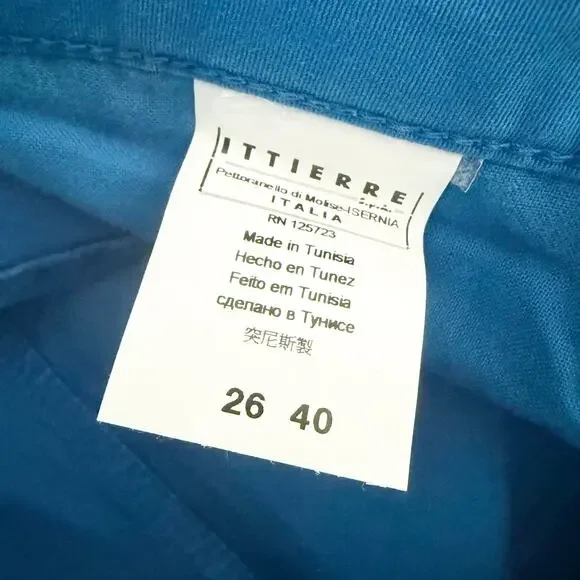 ITTIERRE
S.p.A.
Pettoranello di Molise-ISERNIA
ITALIA
RN 125723
Made in Tunisia
Hecho en Tunez
Feito em Tunisia
сделано в Тунисе
突尼斯製
26 40